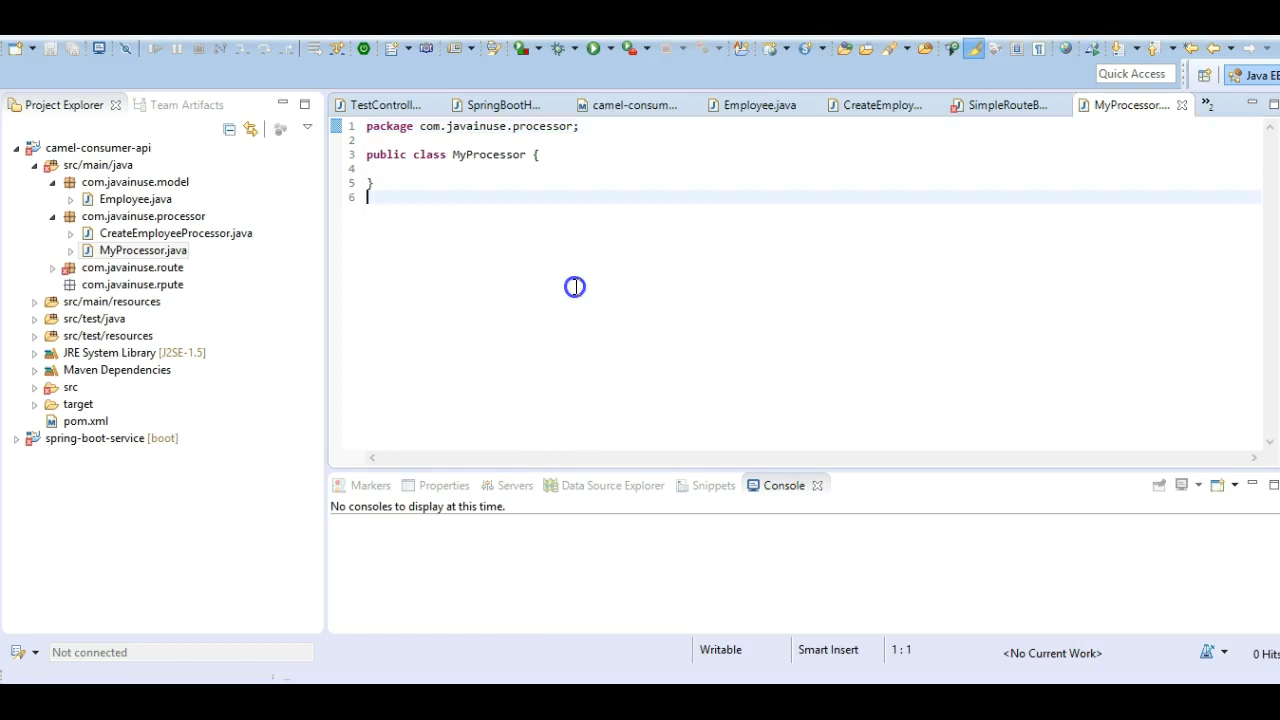 Quick Access
Java EE
Project Explorer
Team Artifacts
TestControll...
SpringBootH...
camel-consum...
Employee.java
CreateEmploy...
SimpleRouteB...
MyProcessor....
»2
camel-consumer-api
src/main/java
com.javainuse.model
Employee.java
com.javainuse.processor
CreateEmployeeProcessor.java
MyProcessor.java
com.javainuse.route
com.javainuse.rpute
src/main/resources
src/test/java
src/test/resources
JRE System Library [J2SE-1.5]
Maven Dependencies
src
target
pom.xml
spring-boot-service [boot]
1 package com.javainuse.processor;
2
3 public class MyProcessor {
4
5 }
6
Markers
Properties
Servers
Data Source Explorer
Snippets
Console
No consoles to display at this time.
Not connected
Writable
Smart Insert
1 : 1
<No Current Work>
0 Hits